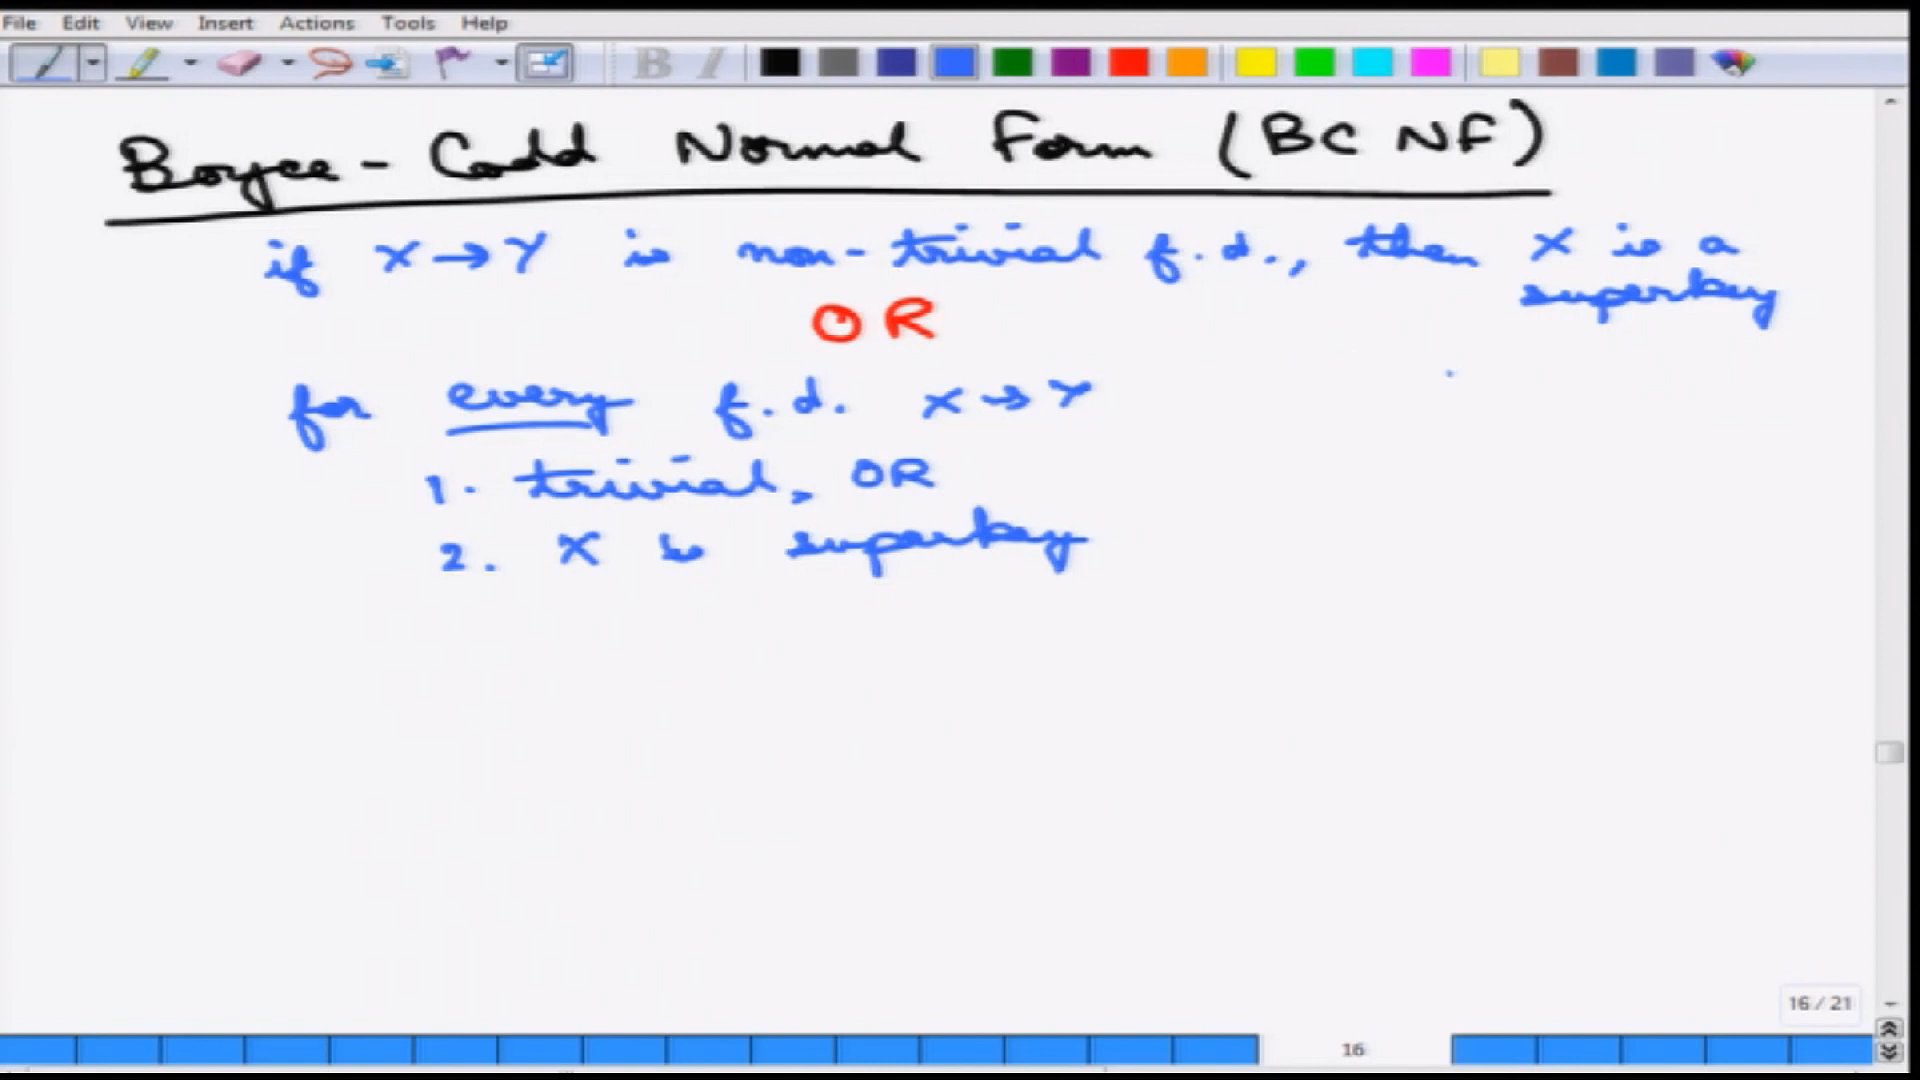 File Edit View Insert Actions Tools Help
B I
Boyce - Codd Normal Form (BCNF)
if X → Y is non-trivial f.d., then X is a
superkey
OR
for every f.d. X → Y
1. trivial, OR
2. X is superkey
16 / 21
16